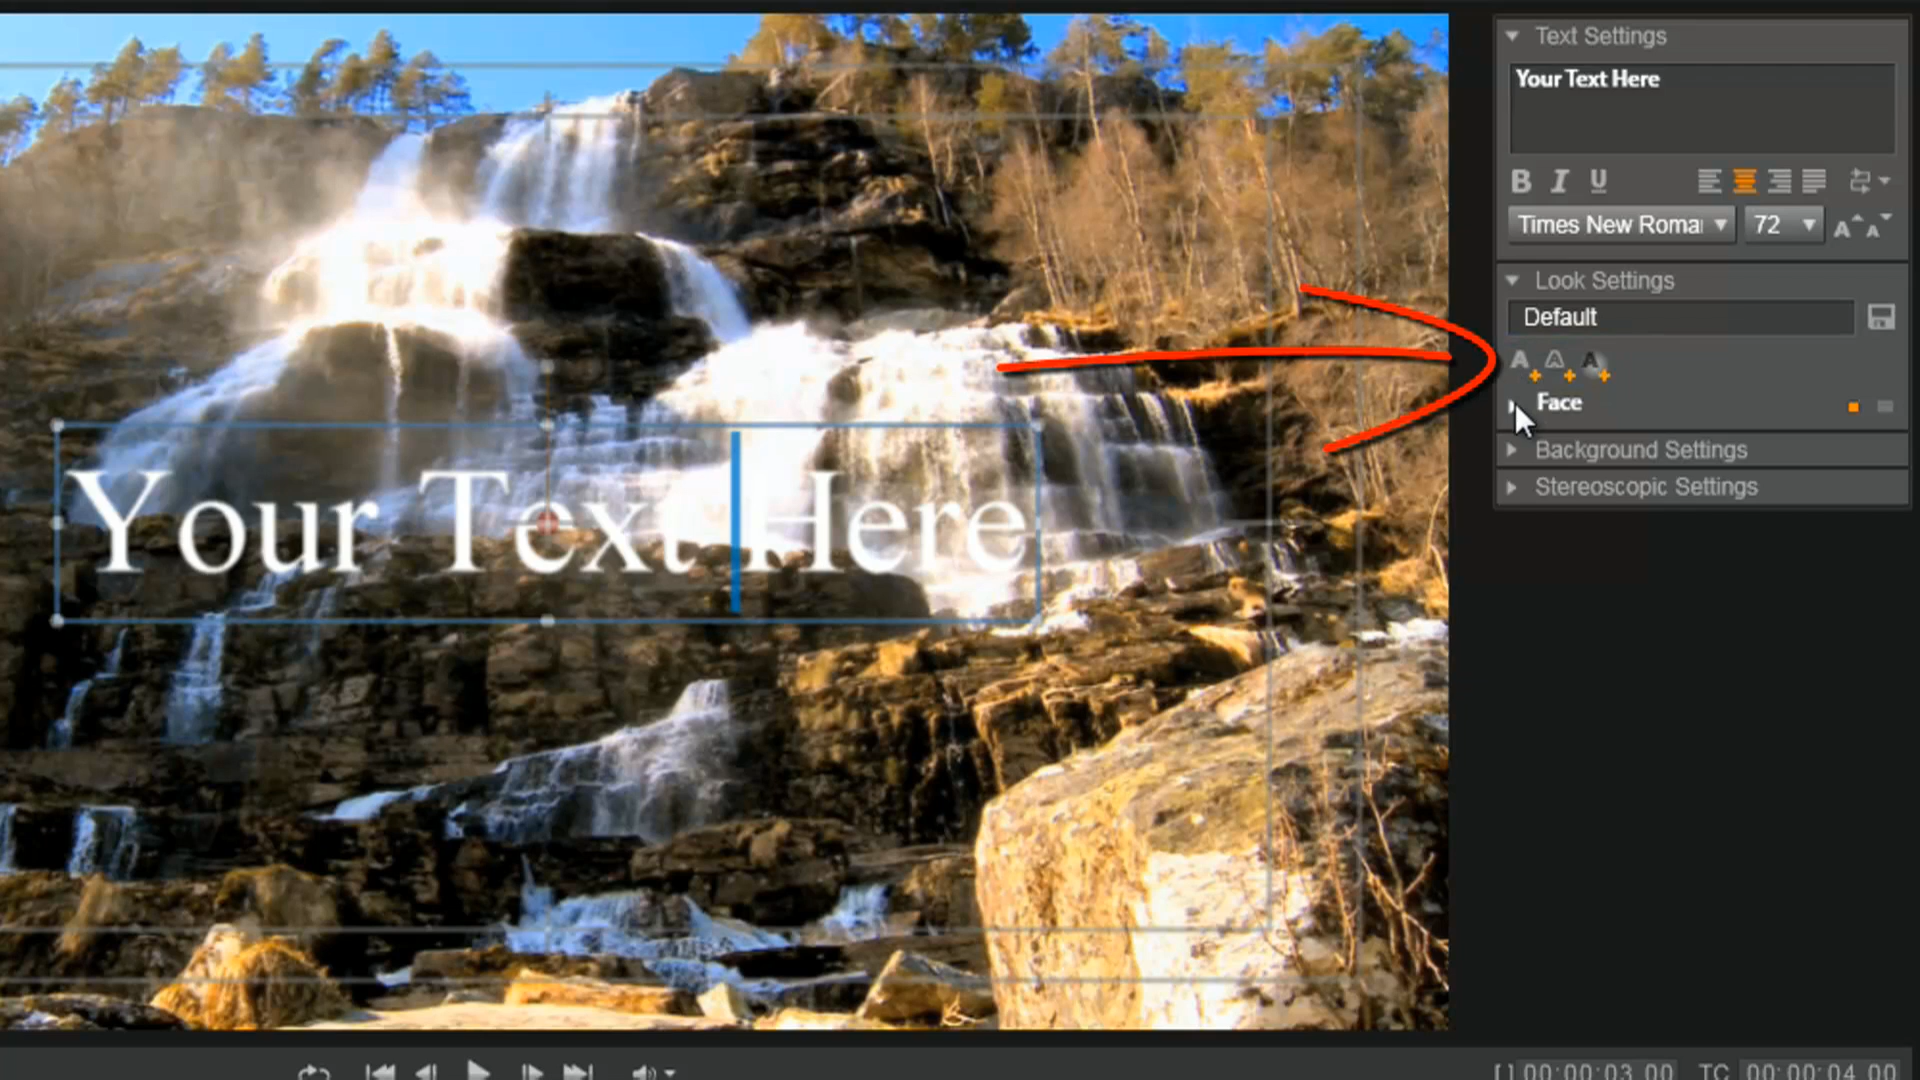 Text Settings
Your Text Here
B I U
Times New Roma 72
Look Settings
Default
Face
Background Settings
Stereoscopic Settings
Your Text Here
[ ] 00:00:03.00 TC 00:00:04.00